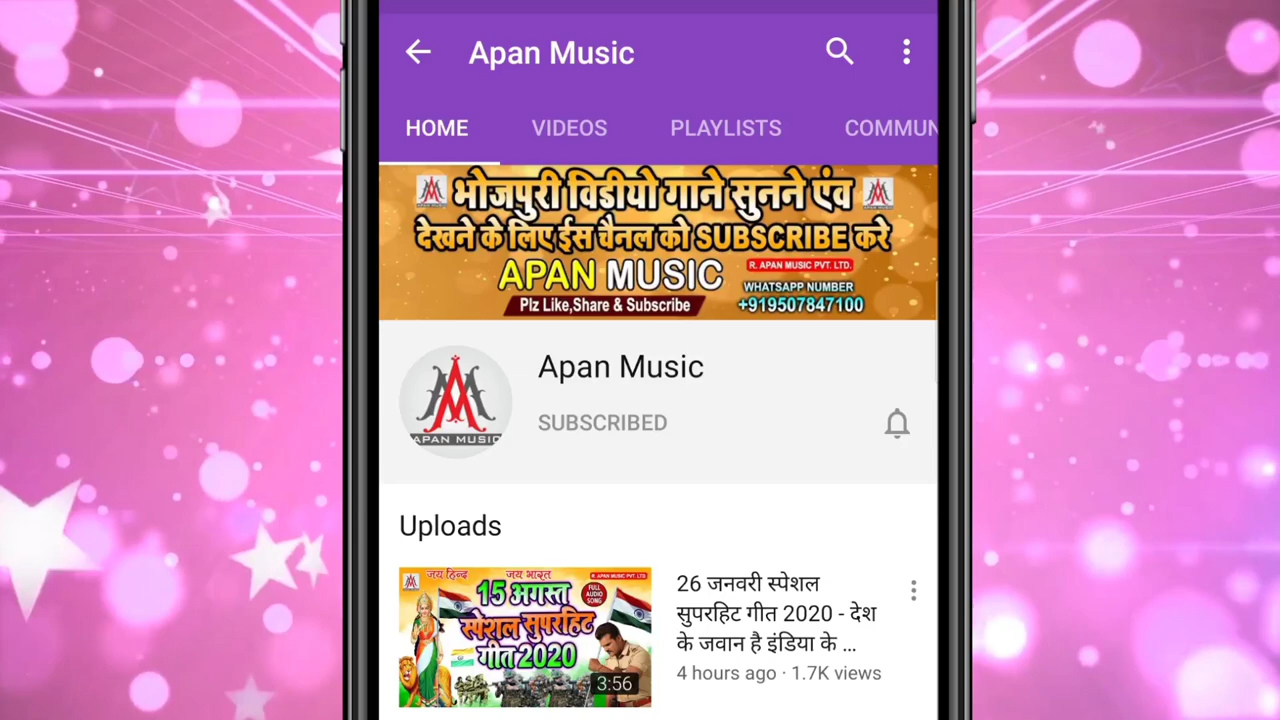 Apan Music
HOME VIDEOS PLAYLISTS COMMUN
भोजपुरी विडीयो गाने सुनने एंव
देखने के लिए ईस चैनल को SUBSCRIBE करे
APAN MUSIC
R. APAN MUSIC PVT. LTD.
Plz Like,Share & Subscribe
WHATSAPP NUMBER
+919507847100
APAN MUSIC
Apan Music
SUBSCRIBED
Uploads
जय हिन्द जय भारत
R. APAN MUSIC PVT. LTD
15 अगस्त
FULL
AUDIO
SONG
स्पेशल सुपरहिट
गीत 2020
3:56
26 जनवरी स्पेशल
सुपरहिट गीत 2020 - देश
के जवान है इंडिया के ...
4 hours ago · 1.7K views